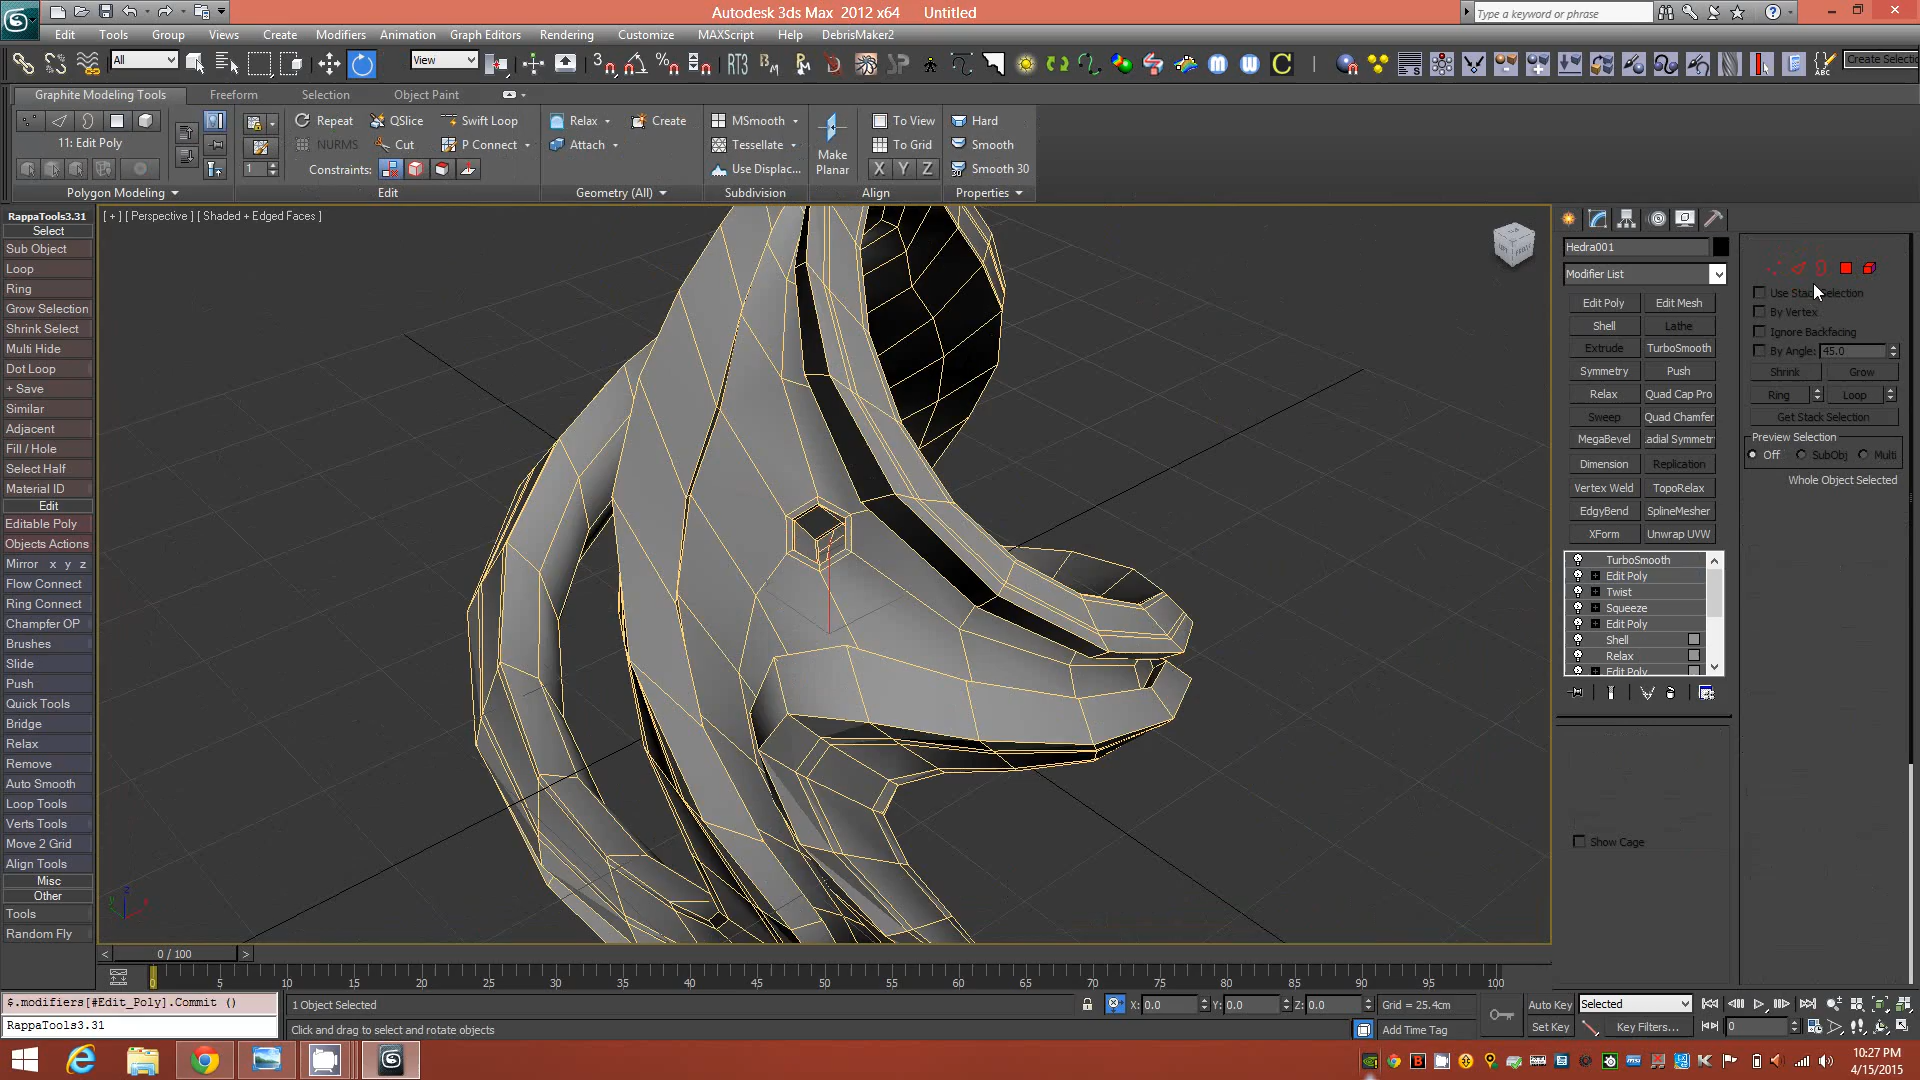 Autodesk 3ds Max 2012 x64 Untitled
Type a keyword or phrase
Edit Tools Group Views Create Modifiers Animation Graph Editors Rendering Customize MAXScript Help DebrisMaker2
All View Create Selectio
Graphite Modeling Tools Freeform Selection Object Paint
11: Edit Poly
Polygon Modeling
1
Repeat QSlice Swift Loop
NURMS Cut P Connect
Constraints:
Edit
Relax Create
Attach
Geometry (All)
MSmooth
Tessellate
Use Displac...
Subdivision
Make
Planar
To View
To Grid
X Y Z
Align
Hard
Smooth
Smooth 30
Properties
RappaTools3.31
Select
Sub Object
Loop
Ring
Grow Selection
Shrink Select
Multi Hide
Dot Loop
+ Save
Similar
Adjacent
Fill / Hole
Select Half
Material ID
Edit
Editable Poly
Objects Actions
Mirror x y z
Flow Connect
Ring Connect
Champfer OP
Brushes
Slide
Push
Quick Tools
Bridge
Relax
Remove
Auto Smooth
Loop Tools
Verts Tools
Move 2 Grid
Align Tools
Misc
Other
Tools
Random Fly
[ + ] [ Perspective ] [ Shaded + Edged Faces ]
Hedra001
Modifier List
Edit Poly Edit Mesh
Shell Lathe
Extrude TurboSmooth
Symmetry Push
Relax Quad Cap Pro
Sweep Quad Chamfer
MegaBevel adial Symmetr
Dimension Replication
Vertex Weld TopoRelax
EdgyBend SplineMesher
XForm Unwrap UVW
TurboSmooth
Edit Poly
Twist
Squeeze
Edit Poly
Shell
Relax
Edit Poly
Show Cage
Use Stack Selection
By Vertex
Ignore Backfacing
By Angle: 45.0
Shrink Grow
Ring Loop
Get Stack Selection
Preview Selection
Off SubObj Multi
Whole Object Selected
< 0 / 100 >
0 10 15 20 25 30 35 40 45 50 55 60 65 70 75 80 85 90 95 100
$.modifiers[#Edit_Poly].Commit ()
RappaTools3.31
1 Object Selected
Click and drag to select and rotate objects
X: 0.0 Y: 0.0 Z: 0.0 Grid = 25.4cm
Add Time Tag
Auto Key Selected
Set Key Key Filters... 0
10:27 PM
4/15/2015